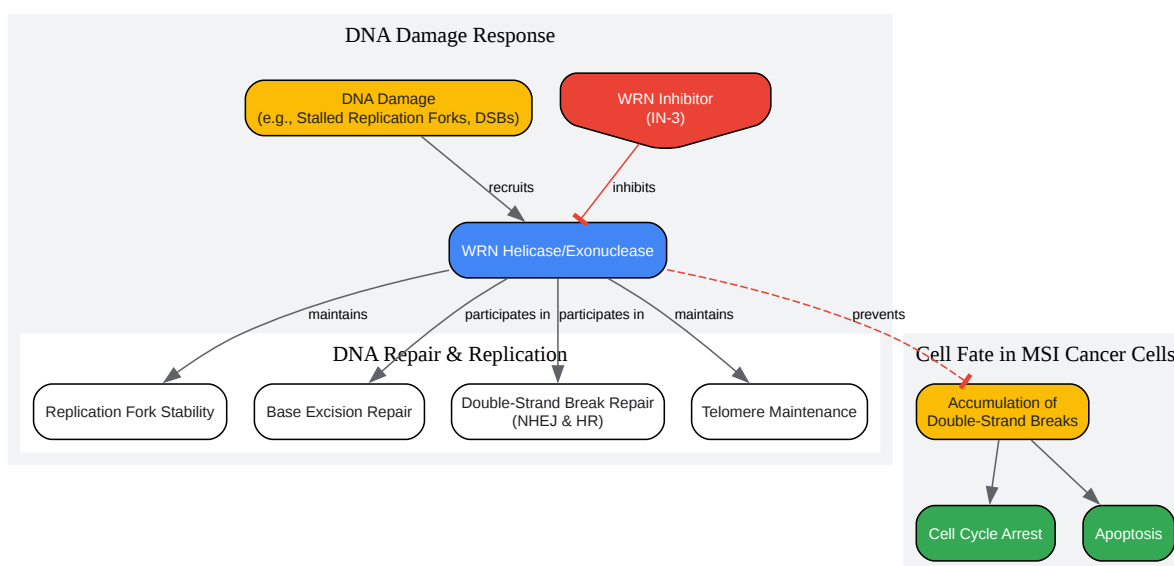 DNA Damage Response
DNA Damage
(e.g., Stalled Replication Forks, DSBs)
WRN Inhibitor
(IN-3)
recruits
inhibits
WRN Helicase/Exonuclease
maintains
participates in
participates in
maintains
prevents
DNA Repair & Replication
Cell Fate in MSI Cancer Cells
Replication Fork Stability
Base Excision Repair
Double-Strand Break Repair
(NHEJ & HR)
Telomere Maintenance
Accumulation of
Double-Strand Breaks
Cell Cycle Arrest
Apoptosis